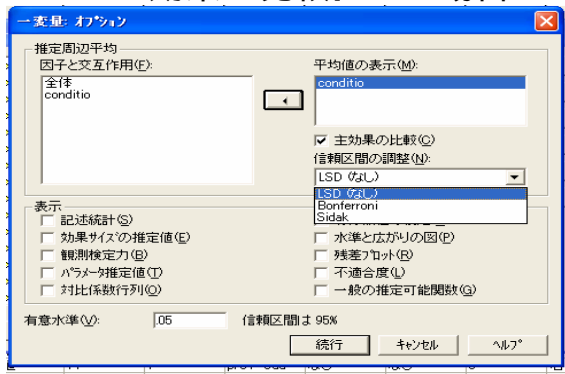 一変量: オプション
推定周辺平均
因子と交互作用(F):
全体
conditio
平均値の表示(M):
conditio
主効果の比較(C)
信頼区間の調整(N):
LSD (なし)
LSD (なし)
Bonferroni
Sidak
表示
記述統計(S)
効果サイズの推定値(E)
観測検定力(B)
パラメータ推定値(T)
対比係数行列(O)
水準と広がりの図(P)
残差プロット(R)
不適合度(L)
一般の推定可能関数(G)
有意水準(V): .05 信頼区間は 95%
続行 キャンセル ヘルプ